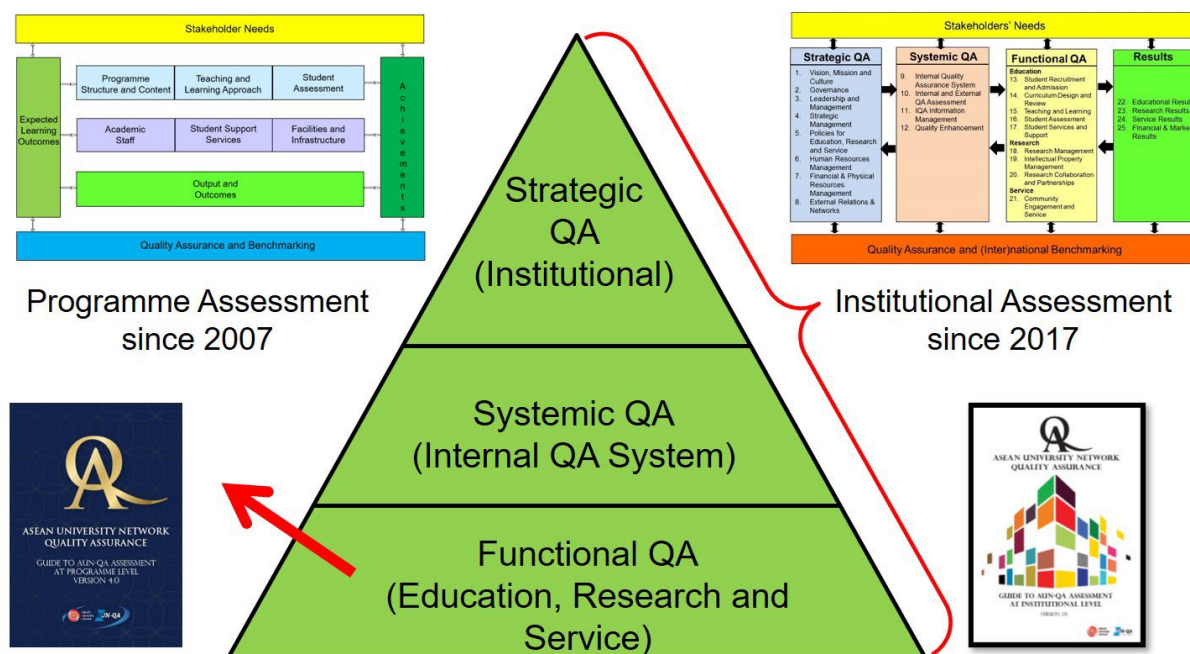 Stakeholder Needs
Expected
Learning
Outcomes
Programme
Structure and Content
Teaching and
Learning Approach
Student
Assessment
Academic
Staff
Student Support
Services
Facilities and
Infrastructure
Output and
Outcomes
A
c
h
i
e
v
e
m
e
n
t
s
Quality Assurance and Benchmarking
Programme Assessment
since 2007
QA
ASEAN UNIVERSITY NETWORK
QUALITY ASSURANCE
GUIDE TO AUN-QA ASSESSMENT
AT PROGRAMME LEVEL
VERSION 4.0
Strategic
QA
(Institutional)
Systemic QA
(Internal QA System)
Functional QA
(Education, Research and
Service)
Stakeholders' Needs
Strategic QA
1. Vision, Mission and
Culture
2. Governance
3. Leadership and
Management
4. Strategic
Management
5. Policies for
Education, Research
and Service
6. Human Resources
Management
7. Financial & Physical
Resources
Management
8. External Relations &
Networks
Systemic QA
9. Internal Quality
Assurance System
10. Internal and External
QA Assessment
11. IQA Information
Management
12. Quality Enhancement
Functional QA
Education
13. Student Recruitment
and Admission
14. Curriculum Design and
Review
15. Teaching and Learning
16. Student Assessment
17. Student Services and
Support
Research
18. Research Management
19. Intellectual Property
Management
20. Research Collaboration
and Partnerships
Service
21. Community
Engagement and
Service
Results
22. Educational Resul
23. Research Results
24. Service Results
25. Financial & Marke
Results
Quality Assurance and (Inter)national Benchmarking
Institutional Assessment
since 2017
QA
ASEAN UNIVERSITY NETWORK
QUALITY ASSURANCE
GUIDE TO AUN-QA ASSESSMENT
AT INSTITUTIONAL LEVEL